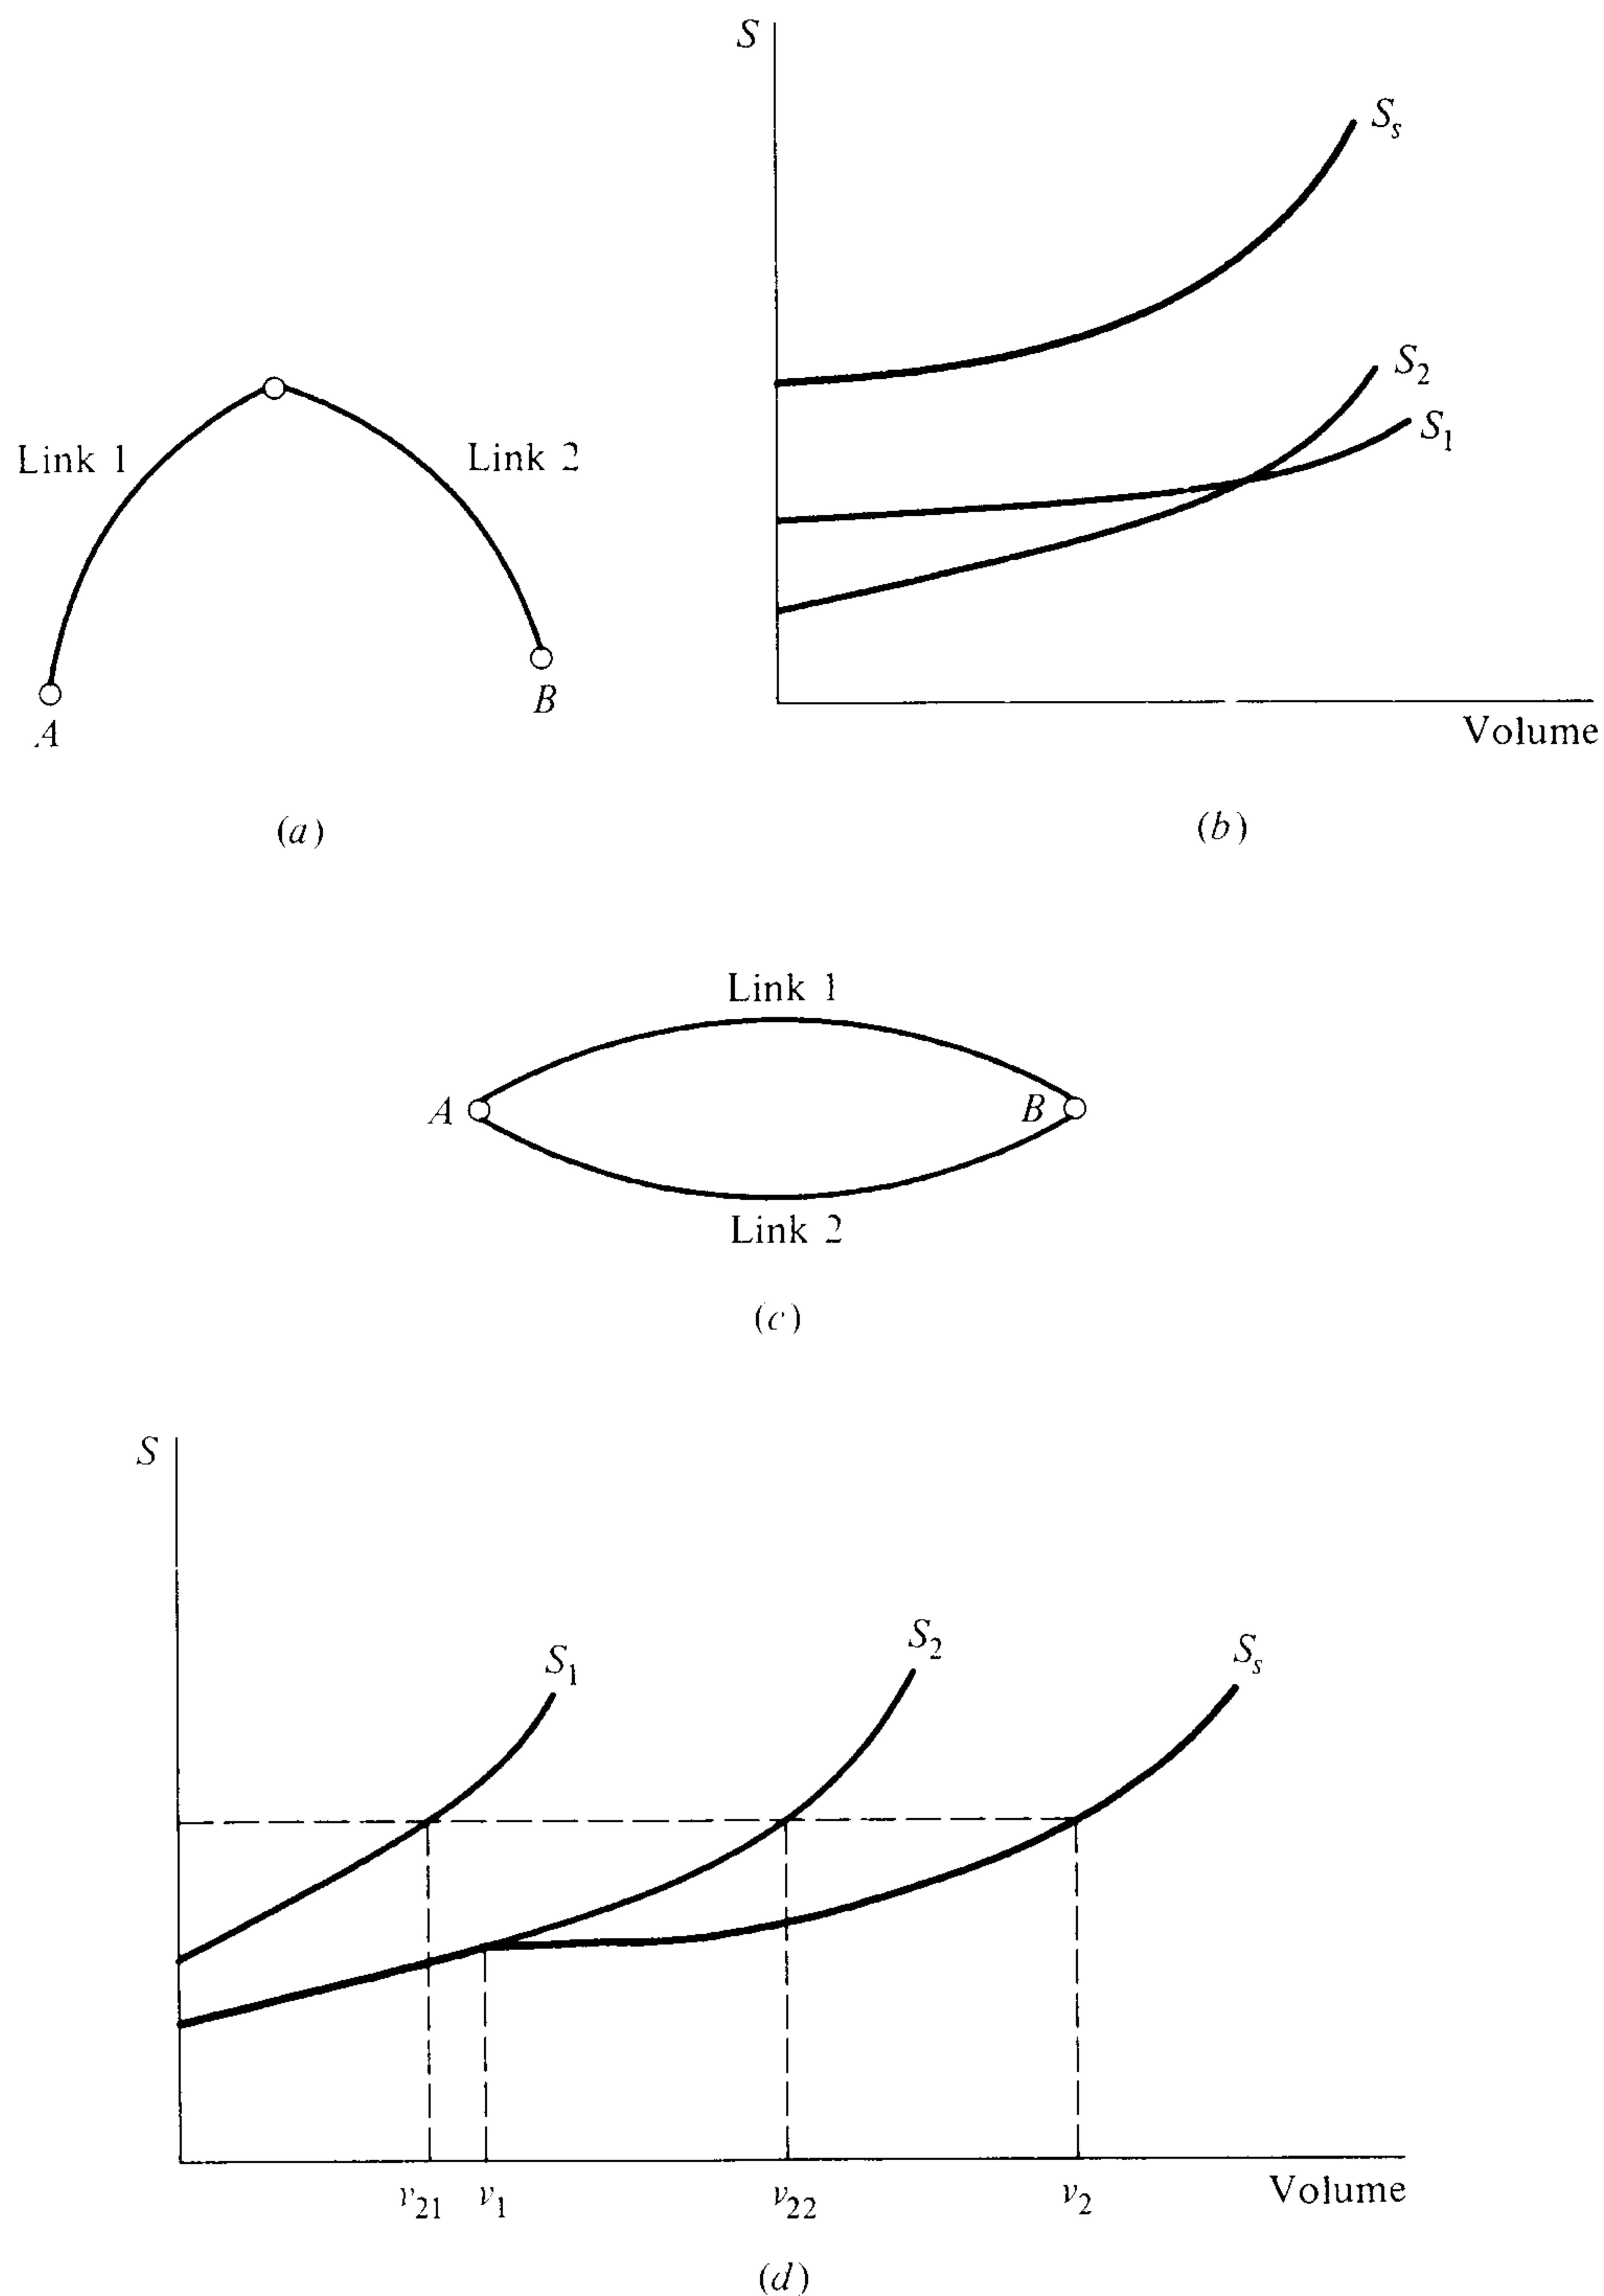 S
S_s
S_2
S_1
Volume
Link 1
Link 2
A
B
(a)
(b)
Link 1
A
B
Link 2
(c)
S
S_1
S_2
S_s
v_21 v_1 v_22 v_2
Volume
(d)